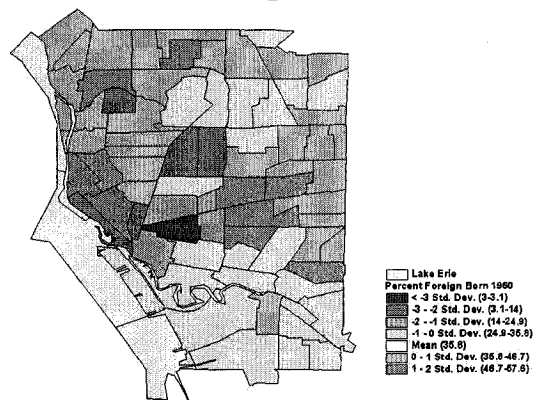 Lake Erie
Percent Foreign Born 1960
< -3 Std. Dev. (3-3.1)
-3 - -2 Std. Dev. (3.1-14)
-2 - -1 Std. Dev. (14-24.9)
-1 - 0 Std. Dev. (24.9-35.8)
Mean (35.8)
0 - 1 Std. Dev. (35.8-46.7)
1 - 2 Std. Dev. (46.7-57.6)